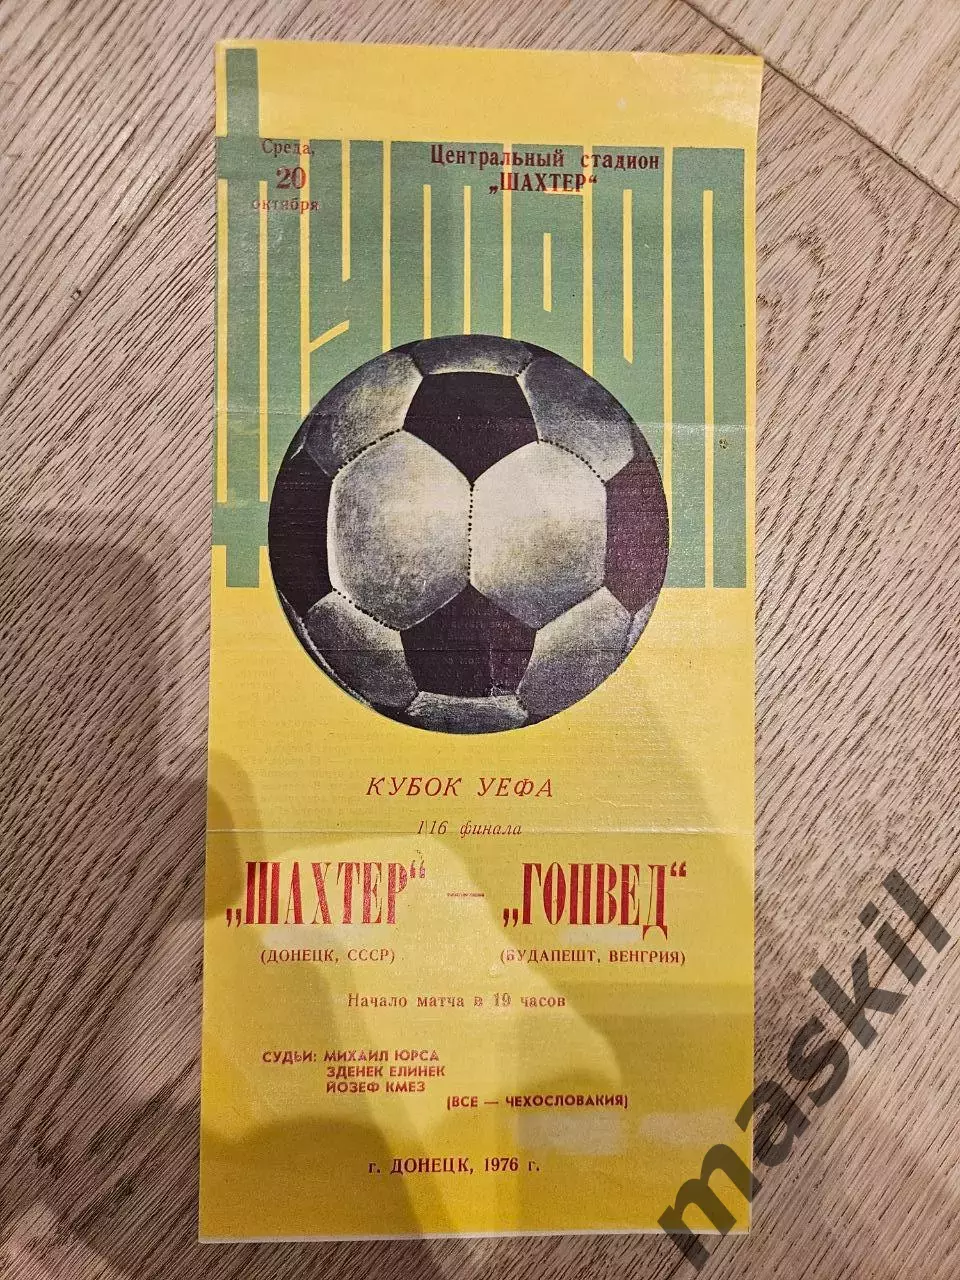 футбол
Среда,
20
октября
Центральный стадион
„ШАХТЕР“
КУБОК УЕФА
1\16 финала
„ШАХТЕР“ — „ГОНВЕД“
(ДОНЕЦК, СССР) (БУДАПЕШТ, ВЕНГРИЯ)
Начало матча в 19 часов
СУДЬИ: МИХАИЛ ЮРСА
ЗДЕНЕК ЕЛИНЕК
ЙОЗЕФ КМЕЗ
(ВСЕ — ЧЕХОСЛОВАКИЯ)
г. ДОНЕЦК, 1976 г.
maskil